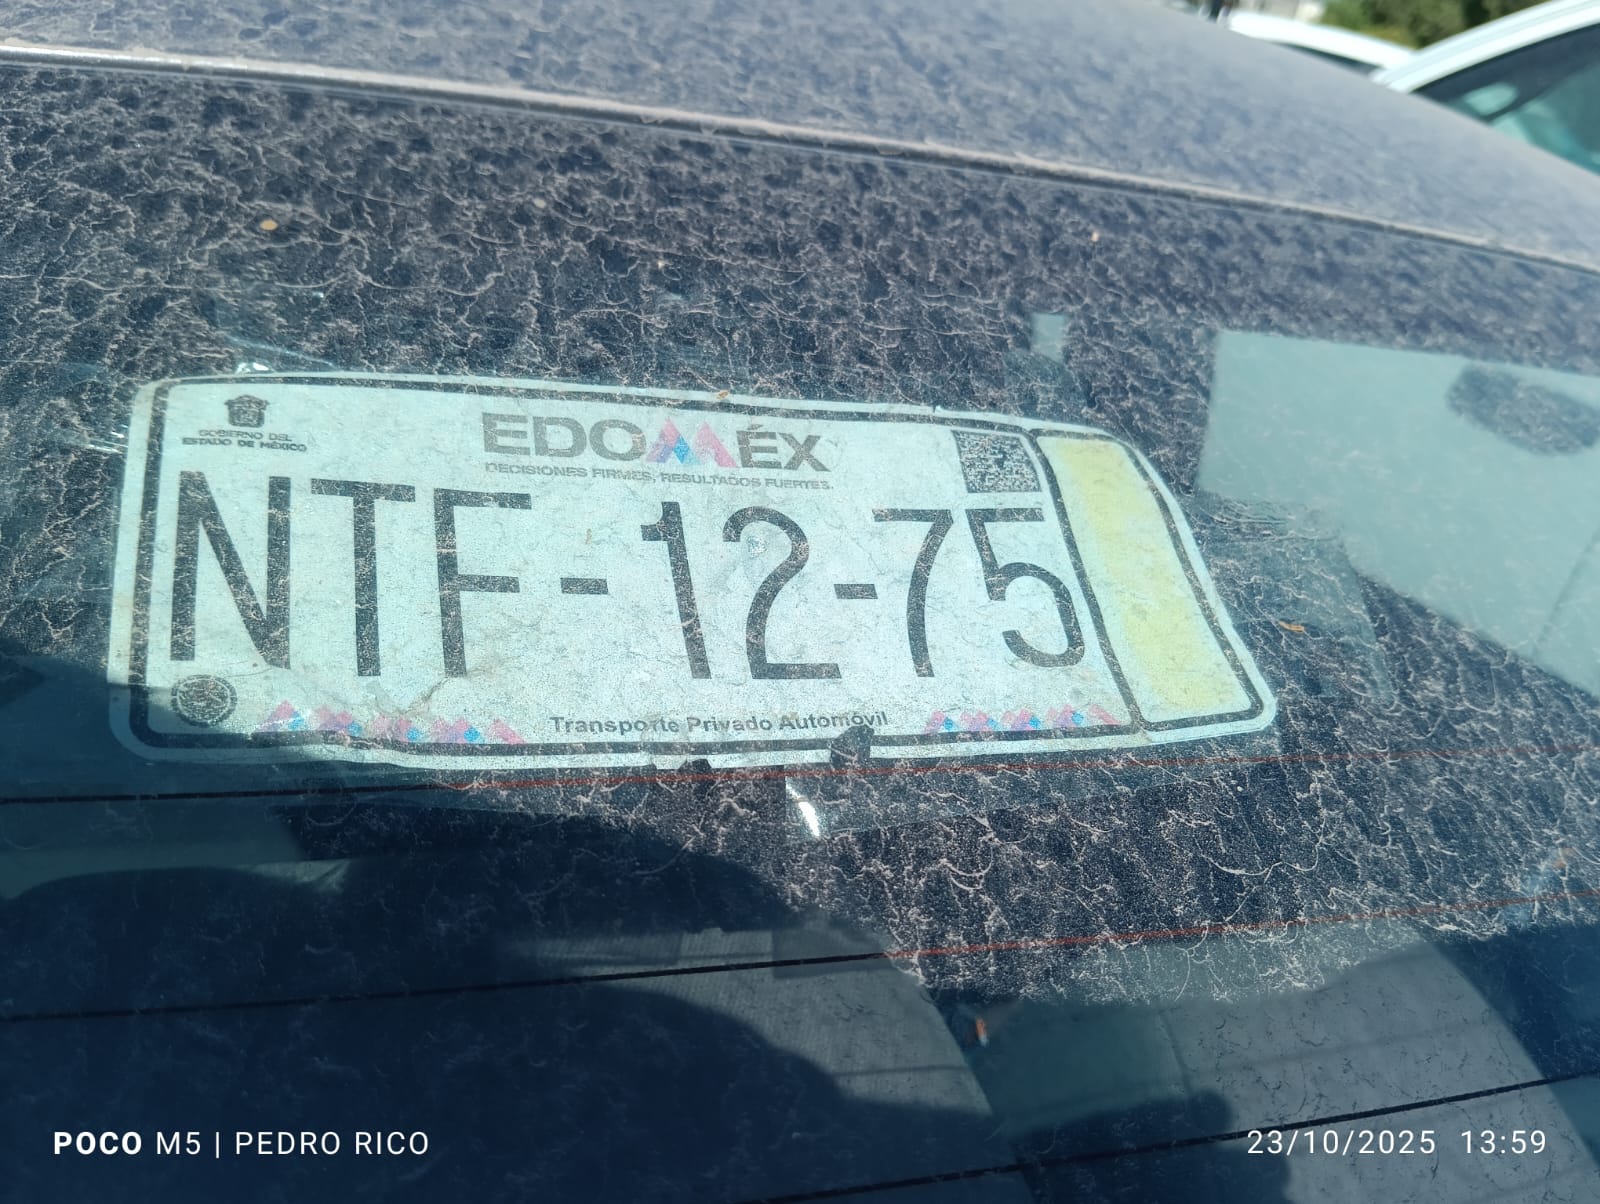 GOBIERNO DEL
ESTADO DE MÉXICO
EDOMÉX
DECISIONES FIRMES, RESULTADOS FUERTES.
NTF-12-75
Transporte Privado Automóvil
POCO M5 | PEDRO RICO
23/10/2025 13:59